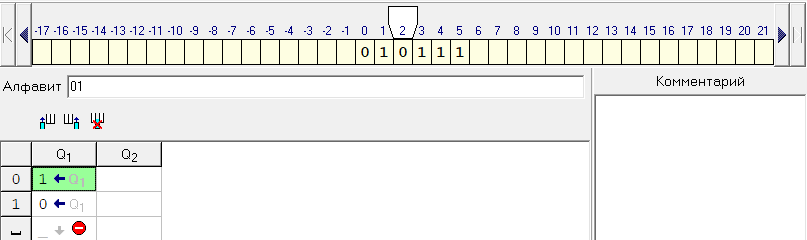 -17 -16 -15 -14 -13 -12 -11 -10 -9 -8 -7 -6 -5 -4 -3 -2 -1 0 1 2 3 4 5 6 7 8 9 10 11 12 13 14 15 16 17 18 19 20 21
0 1 0 1 1 1
Алфавит 01
Комментарий
Q1 Q2
0 1 ← Q1
1 0 ← Q1
_ _ ↓